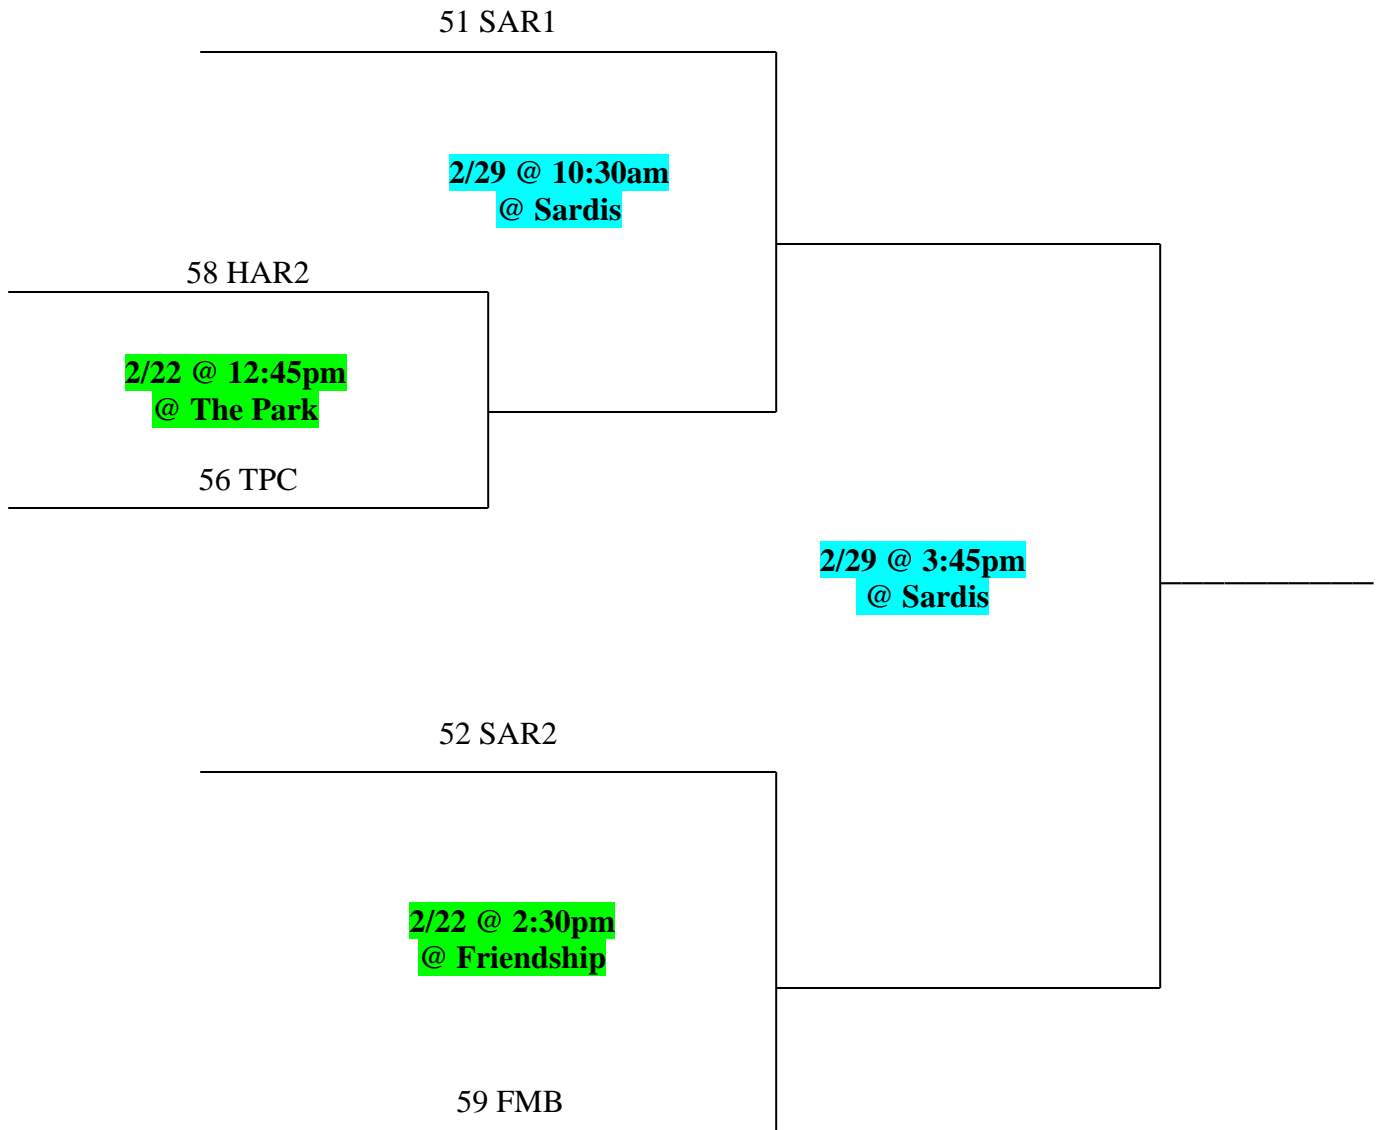 51 SAR1
2/29 @ 10:30am
@ Sardis
58 HAR2
2/22 @ 12:45pm
@ The Park
56 TPC
2/29 @ 3:45pm
@ Sardis
52 SAR2
2/22 @ 2:30pm
@ Friendship
59 FMB